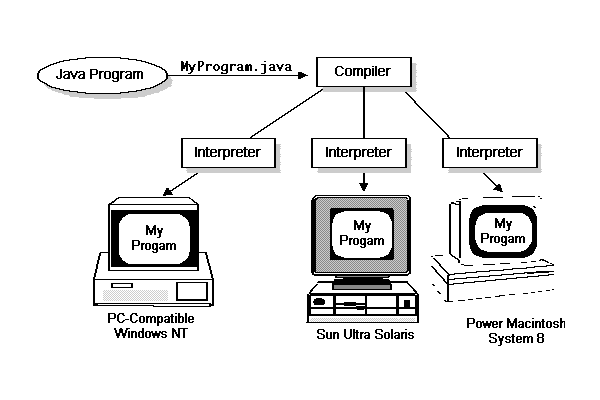 Java Program
MyProgram.java
Compiler
Interpreter
Interpreter
Interpreter
My
Progam
My
Progam
My
Progam
PC-Compatible
Windows NT
Sun Ultra Solaris
Power Macintosh
System 8